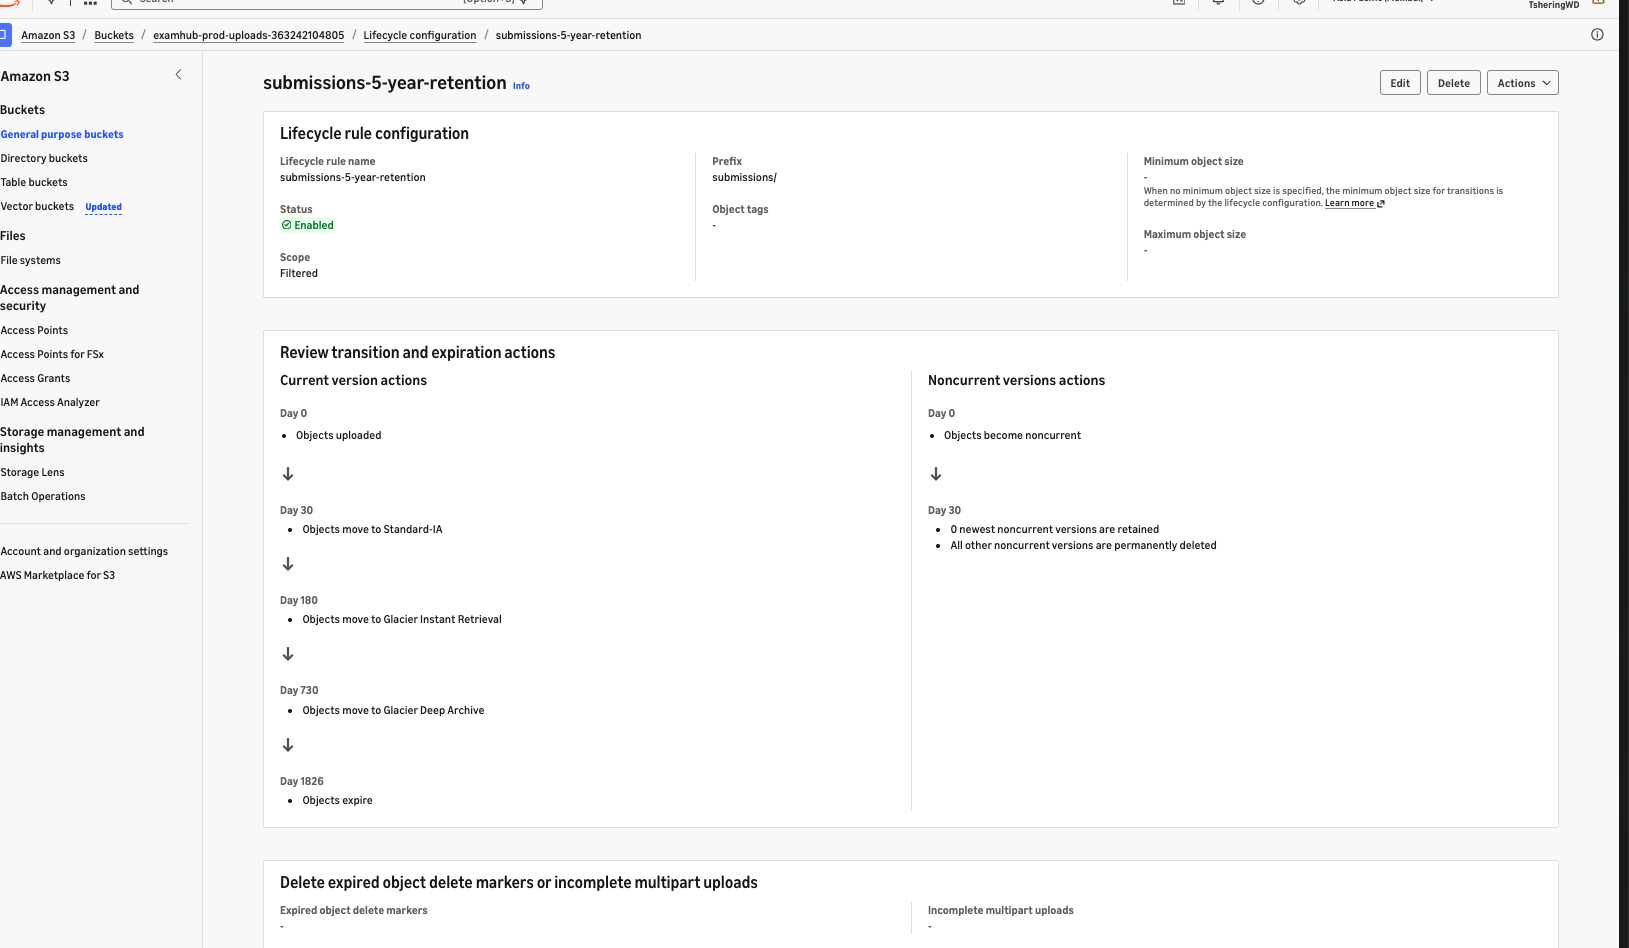 TsheringWD
Amazon S3 / Buckets / examhub-prod-uploads-363242104805 / Lifecycle configuration / submissions-5-year-retention
Amazon S3
Buckets
General purpose buckets
Directory buckets
Table buckets
Vector buckets Updated
Files
File systems
Access management and
security
Access Points
Access Points for FSx
Access Grants
IAM Access Analyzer
Storage management and
insights
Storage Lens
Batch Operations
Account and organization settings
AWS Marketplace for S3
submissions-5-year-retention Info
Edit
Delete
Actions
Lifecycle rule configuration
Lifecycle rule name
submissions-5-year-retention
Status
Enabled
Scope
Filtered
Prefix
submissions/
Object tags
-
Minimum object size
-
When no minimum object size is specified, the minimum object size for transitions is
determined by the lifecycle configuration. Learn more
Maximum object size
-
Review transition and expiration actions
Current version actions
Day 0
• Objects uploaded
Day 30
• Objects move to Standard-IA
Day 180
• Objects move to Glacier Instant Retrieval
Day 730
• Objects move to Glacier Deep Archive
Day 1826
• Objects expire
Noncurrent versions actions
Day 0
• Objects become noncurrent
Day 30
• 0 newest noncurrent versions are retained
• All other noncurrent versions are permanently deleted
Delete expired object delete markers or incomplete multipart uploads
Expired object delete markers
-
Incomplete multipart uploads
-